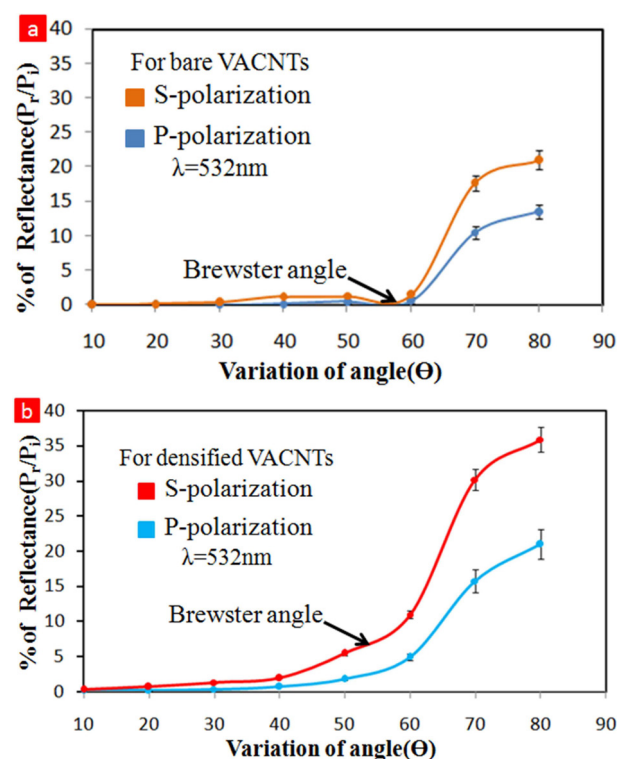 a
40
35
30
25
20
15
10
5
0
% of Reflectance(Pr/Pi)
For bare VACNTs
S-polarization
P-polarization
λ=532nm
Brewster angle
10 20 30 40 50 60 70 80 90
Variation of angle(Θ)
b
40
35
30
25
20
15
10
5
0
% of Reflectance(Pr/Pi)
For densified VACNTs
S-polarization
P-polarization
λ=532nm
Brewster angle
10 20 30 40 50 60 70 80 90
Variation of angle(Θ)